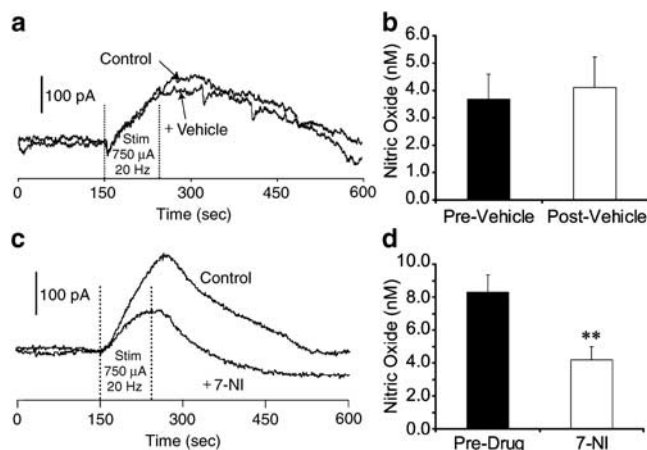 a
Control
100 pA
+ Vehicle
Stim
750 µA
20 Hz
0 150 300 450 600
Time (sec)
b
Nitric Oxide (nM)
6.0
5.0
4.0
3.0
2.0
1.0
0.0
Pre-Vehicle Post-Vehicle
c
Control
100 pA
Stim
750 µA
20 Hz
+7-NI
0 150 300 450 600
Time (sec)
d
Nitric Oxide (nM)
10.0
8.0
6.0
4.0
2.0
0.0
**
Pre-Drug 7-NI